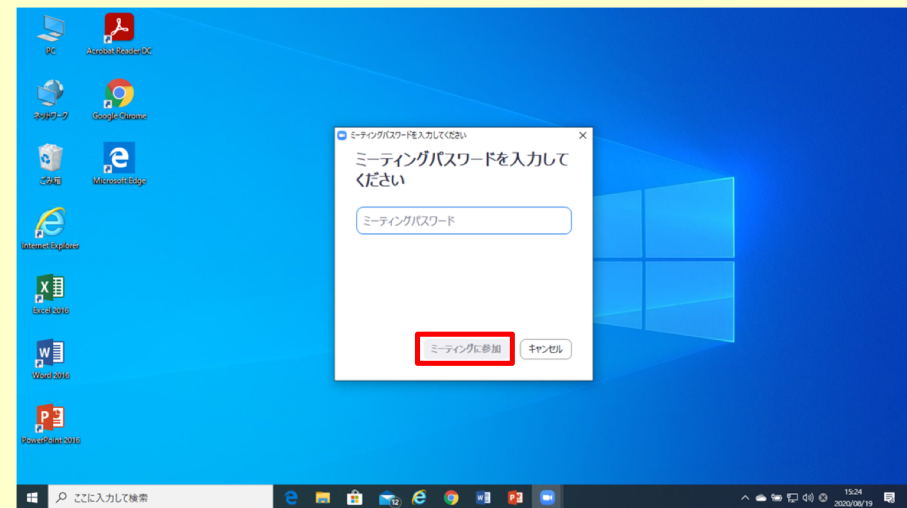 PC
Acrobat Reader DC
ネットワーク
Google Chrome
ごみ箱
Microsoft Edge
Internet Explorer
Excel 2016
Word 2016
PowerPoint 2016
ミーティングパスワードを入力してください
ミーティングパスワードを入力して
ください
ミーティングパスワード
ミーティングに参加
キャンセル
ここに入力して検索
12
15:24
2020/08/19